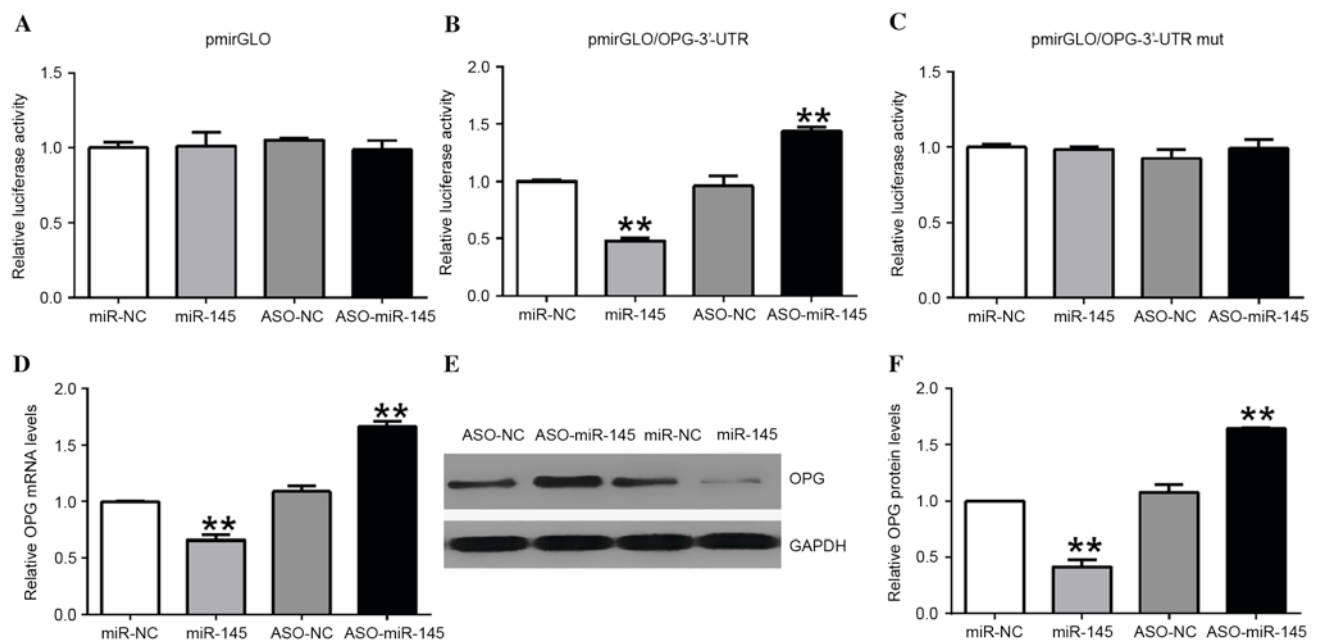 A
pmirGLO
Relative luciferase activity
1.5
1.0
0.5
0.0
miR-NC miR-145 ASO-NC ASO-miR-145
B
pmirGLO/OPG-3'-UTR
Relative luciferase activity
2.0
1.5
1.0
0.5
0.0
**
**
miR-NC miR-145 ASO-NC ASO-miR-145
C
pmirGLO/OPG-3'-UTR mut
Relative luciferase activity
1.5
1.0
0.5
0.0
miR-NC miR-145 ASO-NC ASO-miR-145
D
Relative OPG mRNA levels
2.0
1.5
1.0
0.5
0.0
**
**
miR-NC miR-145 ASO-NC ASO-miR-145
E
ASO-NC ASO-miR-145 miR-NC miR-145
OPG
GAPDH
F
Relative OPG protein levels
2.0
1.5
1.0
0.5
0.0
**
**
miR-NC miR-145 ASO-NC ASO-miR-145